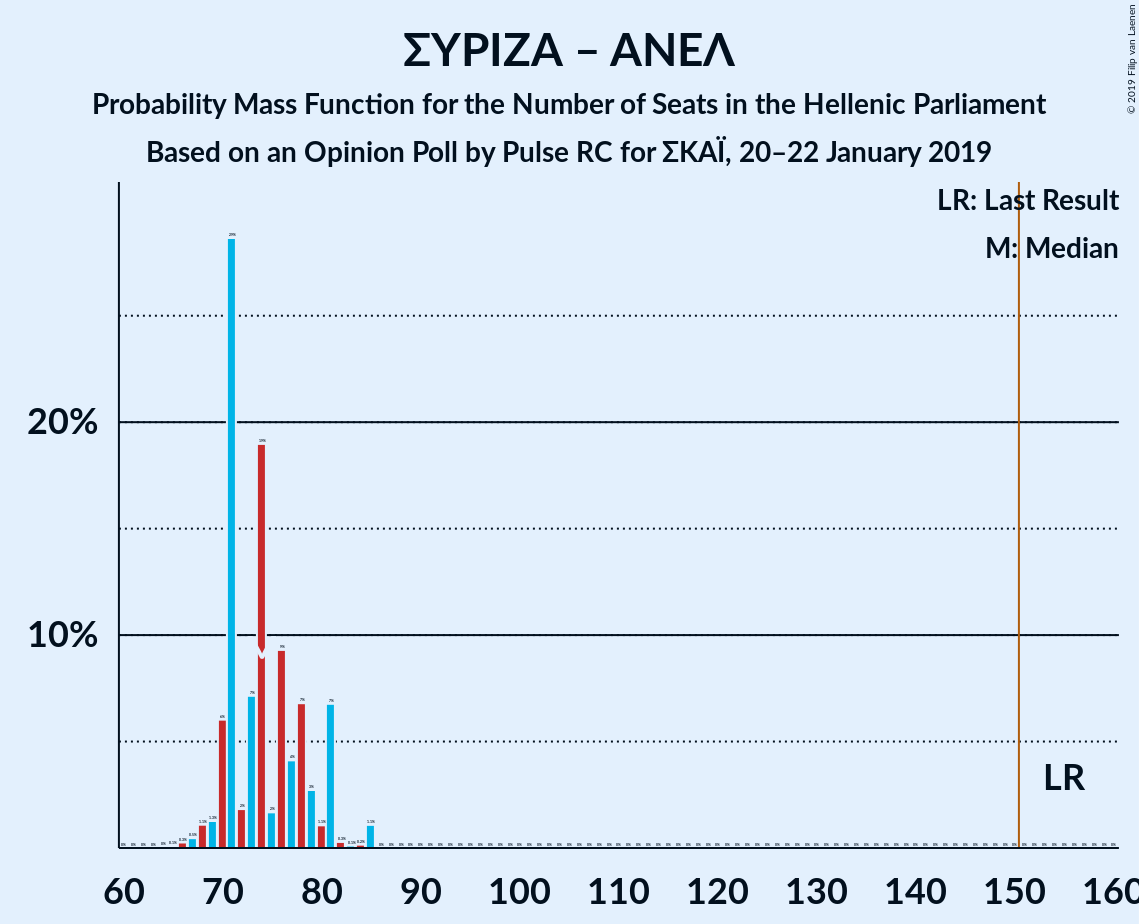 ΣΥΡΙΖΑ – ΑΝΕΛ
Probability Mass Function for the Number of Seats in the Hellenic Parliament
Based on an Opinion Poll by Pulse RC for ΣΚΑΪ, 20–22 January 2019
© 2019 Filip van Laenen
LR: Last Result
M: Median
20%
10%
LR
60 70 80 90 100 110 120 130 140 150 160